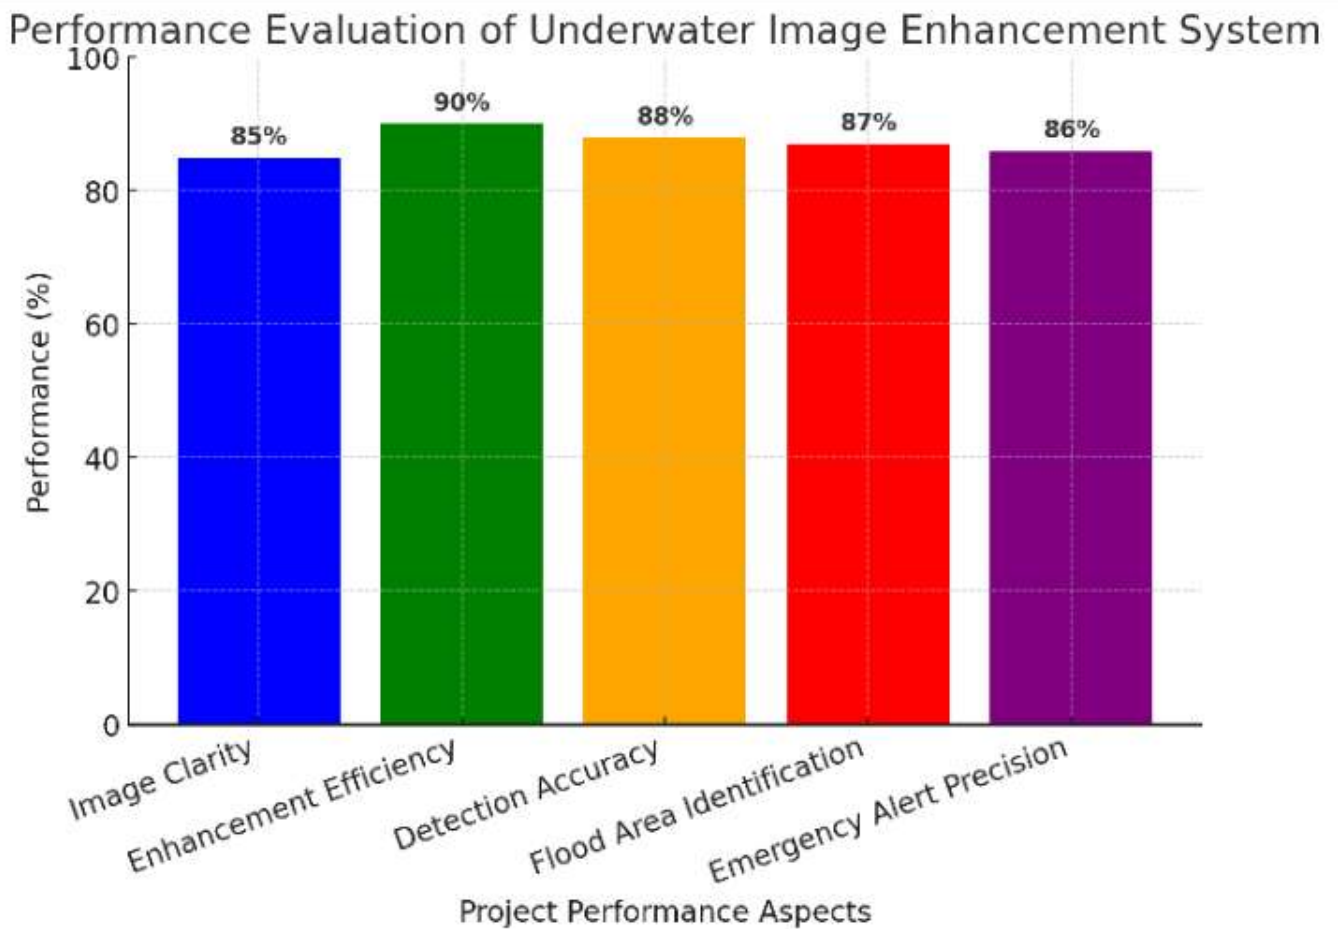 Performance Evaluation of Underwater Image Enhancement System
100
80
60
40
20
0
Performance (%)
85%
90%
88%
87%
86%
Image Clarity
Enhancement Efficiency
Detection Accuracy
Flood Area Identification
Emergency Alert Precision
Project Performance Aspects